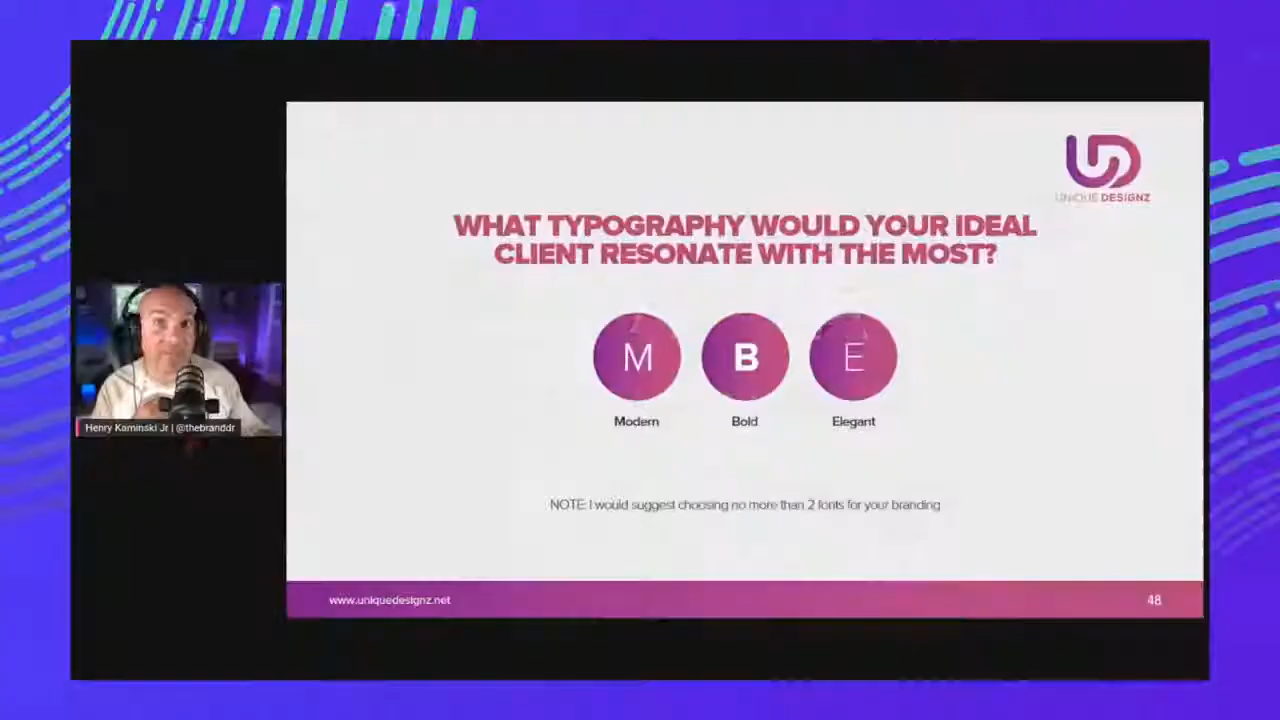 UNIQUE DESIGNZ
WHAT TYPOGRAPHY WOULD YOUR IDEAL
CLIENT RESONATE WITH THE MOST?
M B E
Modern Bold Elegant
Henry Kaminski Jr | @thebranddr
NOTE: I would suggest choosing no more than 2 fonts for your branding
www.uniquedesignz.net 48